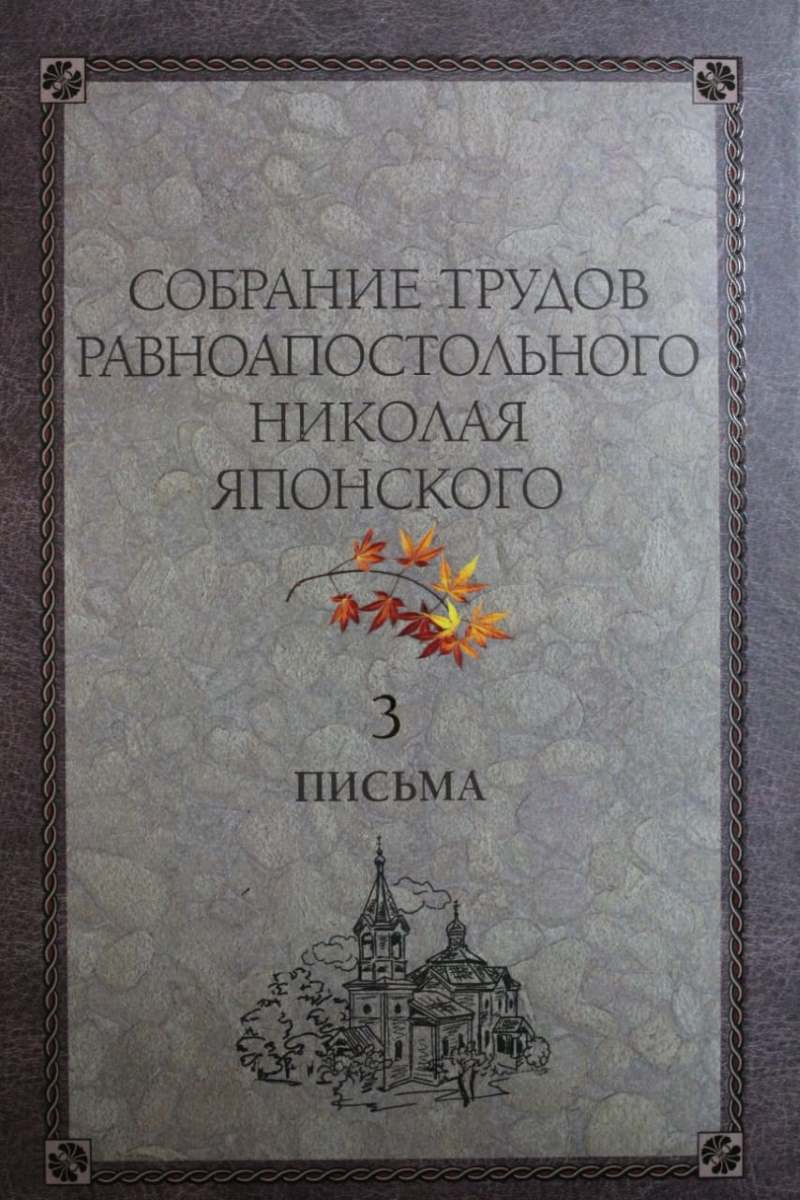 СОБРАНИЕ ТРУДОВ
РАВНОАПОСТОЛЬНОГО
НИКОЛАЯ
ЯПОНСКОГО
3
ПИСЬМА